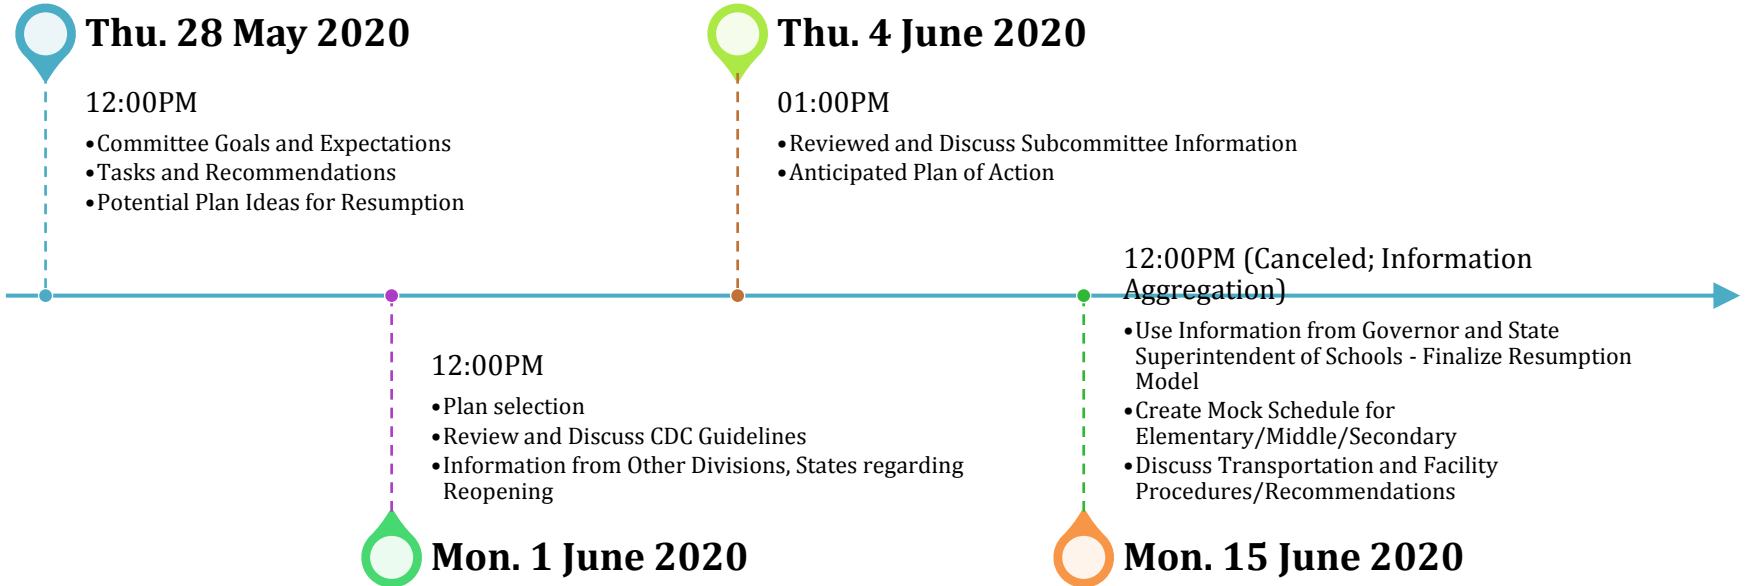 Thu. 28 May 2020
12:00PM
•Committee Goals and Expectations
•Tasks and Recommendations
•Potential Plan Ideas for Resumption
Mon. 1 June 2020
12:00PM
•Plan selection
•Review and Discuss CDC Guidelines
•Information from Other Divisions, States regarding
Reopening
Thu. 4 June 2020
01:00PM
•Reviewed and Discuss Subcommittee Information
•Anticipated Plan of Action
Mon. 15 June 2020
12:00PM (Canceled; Information
Aggregation)
•Use Information from Governor and State
Superintendent of Schools - Finalize Resumption
Model
•Create Mock Schedule for
Elementary/Middle/Secondary
•Discuss Transportation and Facility
Procedures/Recommendations